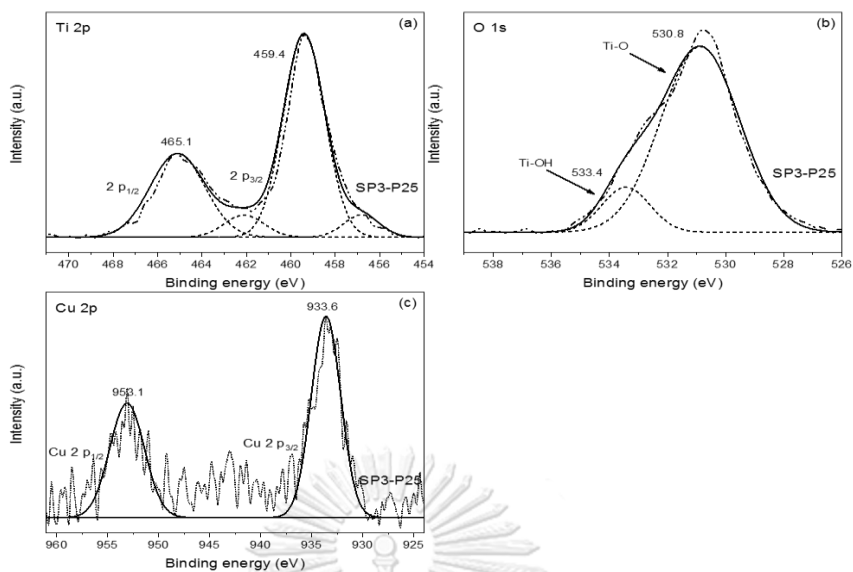 Ti 2p
(a)
459.4
465.1
2 p1/2
2 p3/2
SP3-P25
Intensity (a.u.)
470 468 466 464 462 460 458 456 454
Binding energy (eV)
O 1s
(b)
530.8
Ti-O
Ti-OH
533.4
SP3-P25
Intensity (a.u.)
538 536 534 532 530 528 526
Binding energy (eV)
Cu 2p
(c)
933.6
953.1
Cu 2 p1/2
Cu 2 p3/2
SP3-P25
Intensity (a.u.)
960 955 950 945 940 935 930 925
Binding energy (eV)